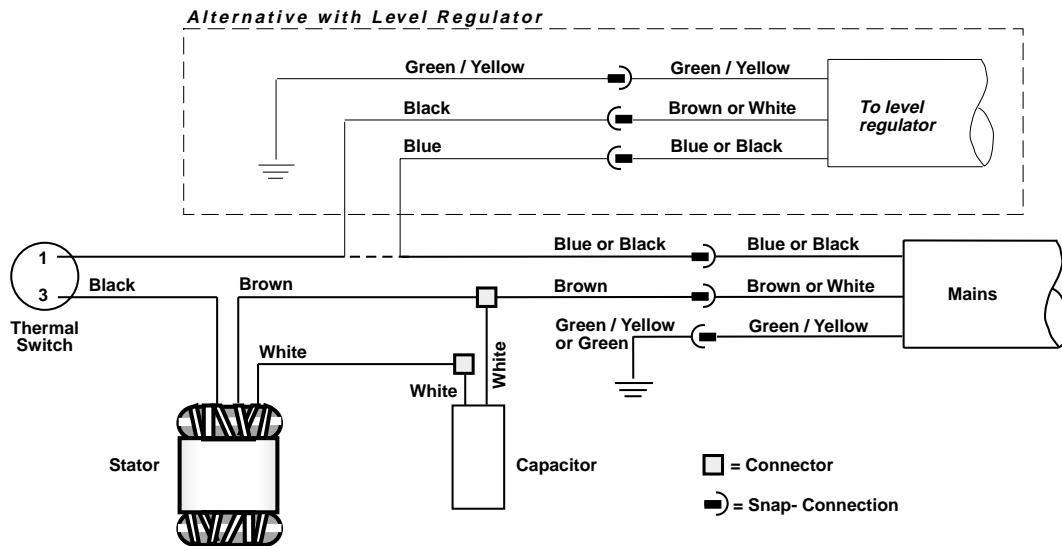 Alternative with Level Regulator
Green / Yellow
Green / Yellow
Black
Brown or White
To level
regulator
Blue
Blue or Black
1
Blue or Black
Blue or Black
3
Black
Brown
Brown
Brown or White
Mains
Thermal
Switch
Green / Yellow
or Green
Green / Yellow
White
White
White
Stator
Capacitor
= Connector
= Snap- Connection